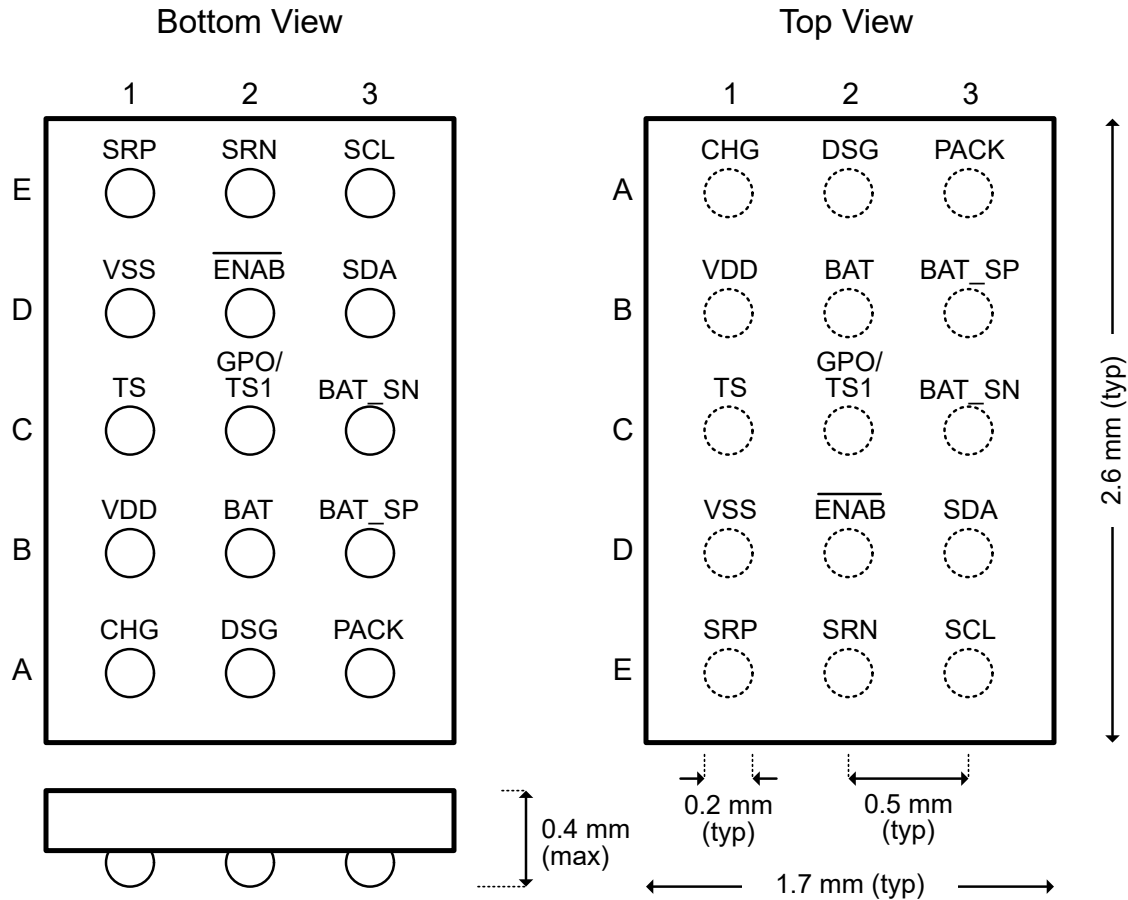 Bottom View
1 2 3
SRP SRN SCL
E
VSS ENAB SDA
D
GPO/
TS TS1 BAT_SN
C
VDD BAT BAT_SP
B
CHG DSG PACK
A
0.4 mm
(max)
Top View
1 2 3
CHG DSG PACK
A
VDD BAT BAT_SP
B
GPO/
TS TS1 BAT_SN
C
VSS ENAB SDA
D
SRP SRN SCL
E
2.6 mm (typ)
0.2 mm
(typ)
0.5 mm
(typ)
1.7 mm (typ)